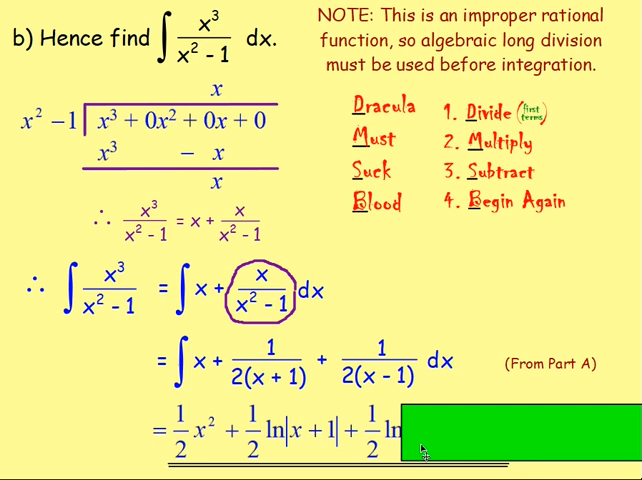 b) Hence find ∫ x³/(x² - 1) dx.
NOTE: This is an improper rational
function, so algebraic long division
must be used before integration.
x
x² −1 | x³ + 0x² + 0x + 0
x³ − x
x
∴ x³/(x² - 1) = x + x/(x² - 1)
Dracula
Must
Suck
Blood
1. Divide (first terms)
2. Multiply
3. Subtract
4. Begin Again
∴ ∫ x³/(x² - 1) = ∫ x + x/(x² - 1) dx
= ∫ x + 1/(2(x + 1)) + 1/(2(x - 1)) dx
(From Part A)
= 1/2 x² + 1/2 ln|x + 1| + 1/2 ln